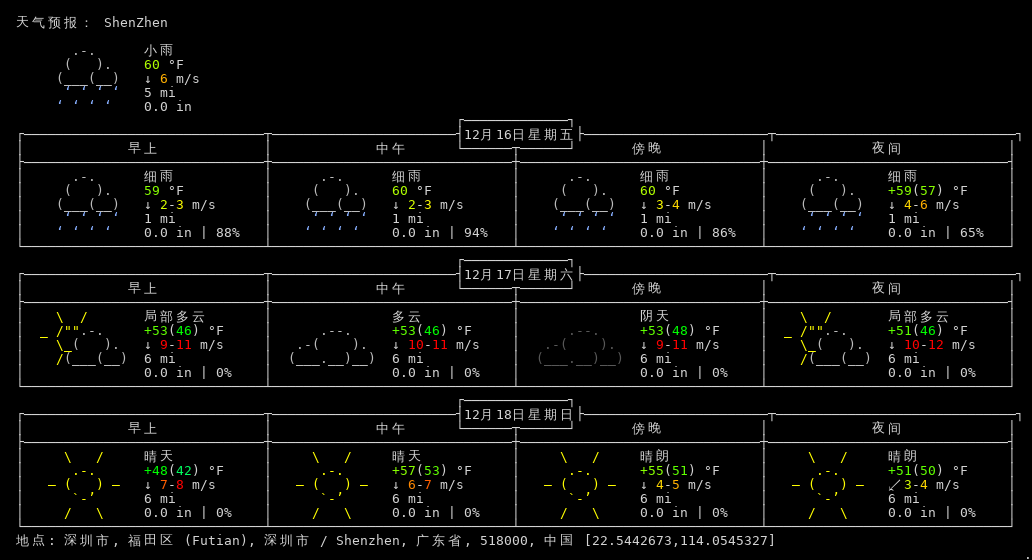 天气预报： ShenZhen
小雨
60 °F
↓ 6 m/s
5 mi
0.0 in
12月16日星期五
早上 中午 傍晚 夜间
细雨 细雨 细雨 细雨
59 °F 60 °F 60 °F +59(57) °F
↓ 2-3 m/s ↓ 2-3 m/s ↓ 3-4 m/s ↓ 4-6 m/s
1 mi 1 mi 1 mi 1 mi
0.0 in | 88% 0.0 in | 94% 0.0 in | 86% 0.0 in | 65%
12月17日星期六
早上 中午 傍晚 夜间
局部多云 多云 阴天 局部多云
+53(46) °F +53(46) °F +53(48) °F +51(46) °F
↓ 9-11 m/s ↓ 10-11 m/s ↓ 9-11 m/s ↓ 10-12 m/s
6 mi 6 mi 6 mi 6 mi
0.0 in | 0% 0.0 in | 0% 0.0 in | 0% 0.0 in | 0%
12月18日星期日
早上 中午 傍晚 夜间
晴天 晴天 晴朗 晴朗
+48(42) °F +57(53) °F +55(51) °F +51(50) °F
↓ 7-8 m/s ↓ 6-7 m/s ↓ 4-5 m/s ↙ 3-4 m/s
6 mi 6 mi 6 mi 6 mi
0.0 in | 0% 0.0 in | 0% 0.0 in | 0% 0.0 in | 0%
地点: 深圳市, 福田区 (Futian), 深圳市 / Shenzhen, 广东省, 518000, 中国 [22.5442673,114.0545327]